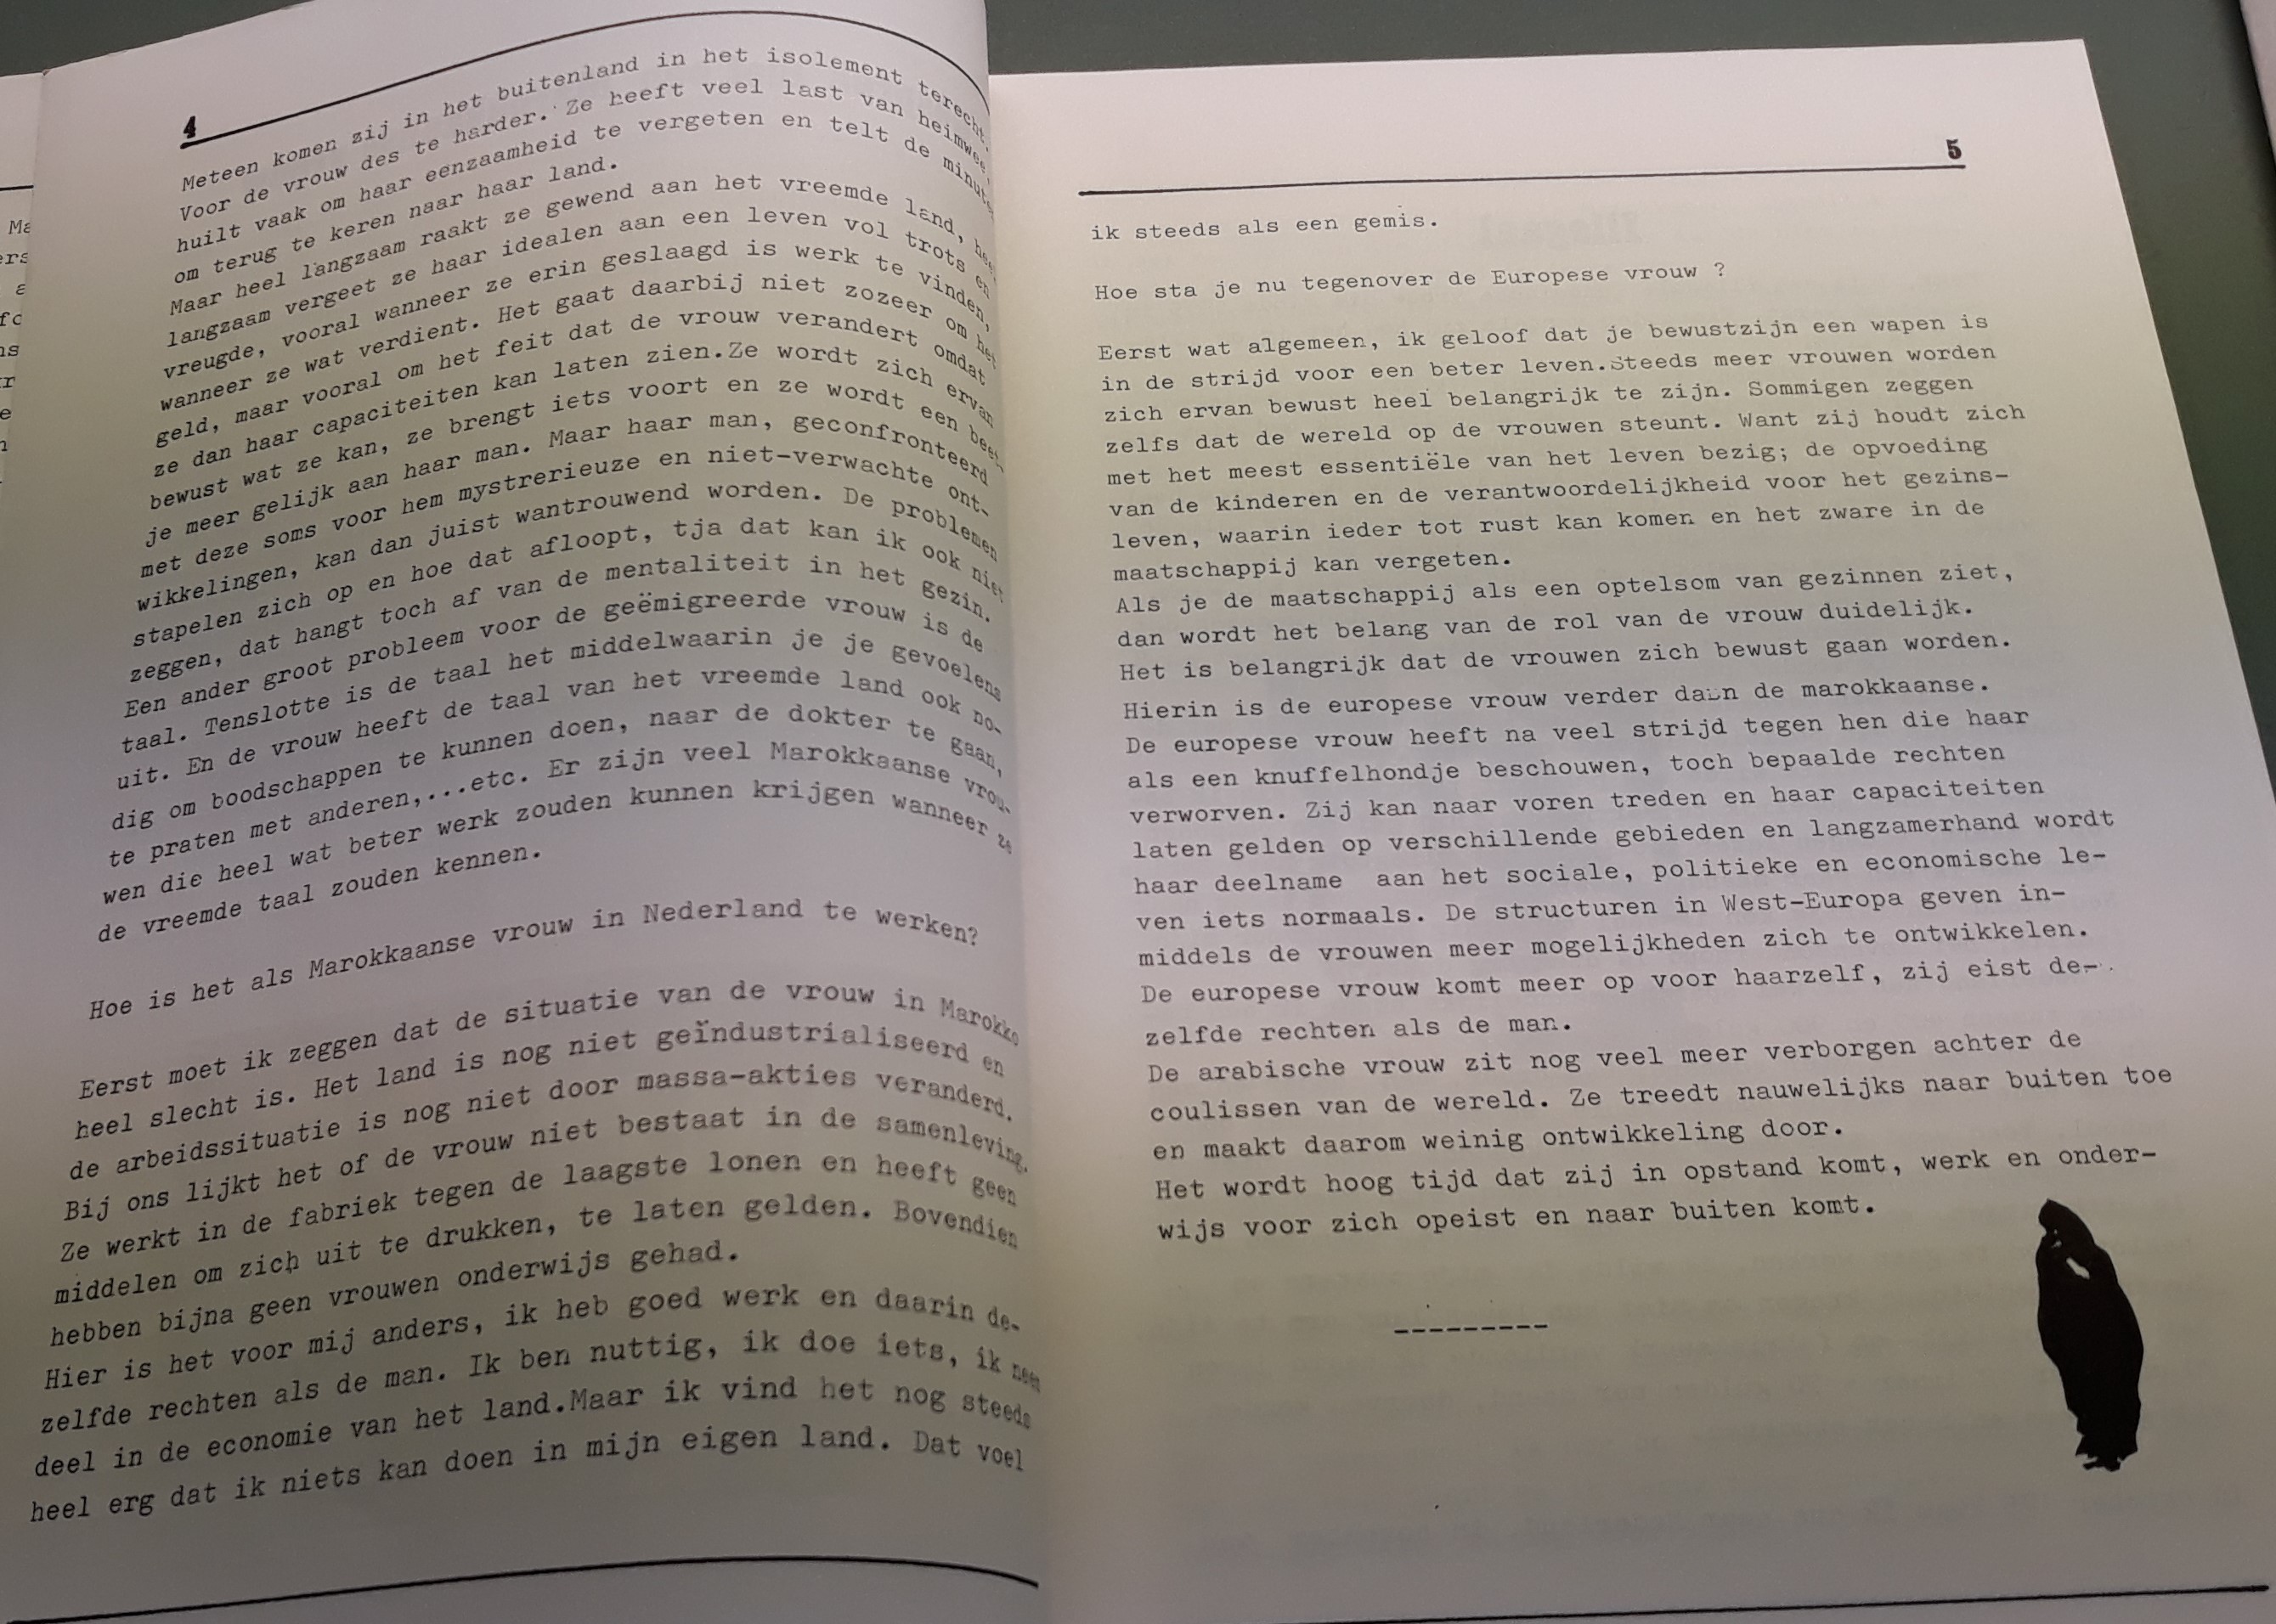 4
Meteen komen zij in het buitenland in het isolement terecht.
Voor de vrouw des te harder. Ze heeft veel last van heimwee,
huilt vaak om haar eenzaamheid te vergeten en telt de
om terug te keren naar haar land.
Maar heel langzaam raakt ze gewend aan het vreemde land,
langzaam vergeet ze haar idealen aan een leven vol trots en
vreugde, vooral wanneer ze erin geslaagd is werk te vinden,
wanneer ze wat verdient. Het gaat daarbij niet zozeer om het
geld, maar vooral om het feit dat de vrouw verandert omdat
ze dan haar capaciteiten kan laten zien.Ze wordt zich ervan
bewust wat ze kan, ze brengt iets voort en ze wordt een
je meer gelijk aan haar man. Maar haar man, geconfronteerd
met deze soms voor hem mystrerieuze en niet-verwachte ont-
wikkelingen, kan dan juist wantrouwend worden. De problemen
stapelen zich op en hoe dat afloopt, tja dat kan ik ook niet
zeggen, dat hangt toch af van de mentaliteit in het gezin.
Een ander groot probleem voor de geëmigreerde vrouw is de
taal. Tenslotte is de taal het middelwaarin je je gevoelens
uit. En de vrouw heeft de taal van het vreemde land ook no-
dig om boodschappen te kunnen doen, naar de dokter te gaan,
te praten met anderen,...etc. Er zijn veel Marokkaanse vrou-
wen die heel wat beter werk zouden kunnen krijgen wanneer ze
de vreemde taal zouden kennen.
Hoe is het als Marokkaanse vrouw in Nederland te werken?
Eerst moet ik zeggen dat de situatie van de vrouw in Marokko
heel slecht is. Het land is nog niet geïndustrialiseerd en
de arbeidssituatie is nog niet door massa-akties veranderd.
Bij ons lijkt het of de vrouw niet bestaat in de samenleving.
Ze werkt in de fabriek tegen de laagste lonen en heeft geen
middelen om zich uit te drukken, te laten gelden. Bovendien
hebben bijna geen vrouwen onderwijs gehad.
Hier is het voor mij anders, ik heb goed werk en daarin de-
zelfde rechten als de man. Ik ben nuttig, ik doe iets, ik neem
deel in de economie van het land.Maar ik vind het nog steeds
heel erg dat ik niets kan doen in mijn eigen land. Dat voel
5
ik steeds als een gemis.
Hoe sta je nu tegenover de Europese vrouw ?
Eerst wat algemeen, ik geloof dat je bewustzijn een wapen is
in de strijd voor een beter leven.Steeds meer vrouwen worden
zich ervan bewust heel belangrijk te zijn. Sommigen zeggen
zelfs dat de wereld op de vrouwen steunt. Want zij houdt zich
met het meest essentiële van het leven bezig; de opvoeding
van de kinderen en de verantwoordelijkheid voor het gezins-
leven, waarin ieder tot rust kan komen en het zware in de
maatschappij kan vergeten.
Als je de maatschappij als een optelsom van gezinnen ziet,
dan wordt het belang van de rol van de vrouw duidelijk.
Het is belangrijk dat de vrouwen zich bewust gaan worden.
Hierin is de europese vrouw verder dan de marokkaanse.
De europese vrouw heeft na veel strijd tegen hen die haar
als een knuffelhondje beschouwen, toch bepaalde rechten
verworven. Zij kan naar voren treden en haar capaciteiten
laten gelden op verschillende gebieden en langzamerhand wordt
haar deelname aan het sociale, politieke en economische le-
ven iets normaals. De structuren in West-Europa geven in-
middels de vrouwen meer mogelijkheden zich te ontwikkelen.
De europese vrouw komt meer op voor haarzelf, zij eist de-
zelfde rechten als de man.
De arabische vrouw zit nog veel meer verborgen achter de
coulissen van de wereld. Ze treedt nauwelijks naar buiten toe
en maakt daarom weinig ontwikkeling door.
Het wordt hoog tijd dat zij in opstand komt, werk en onder-
wijs voor zich opeist en naar buiten komt.
---------